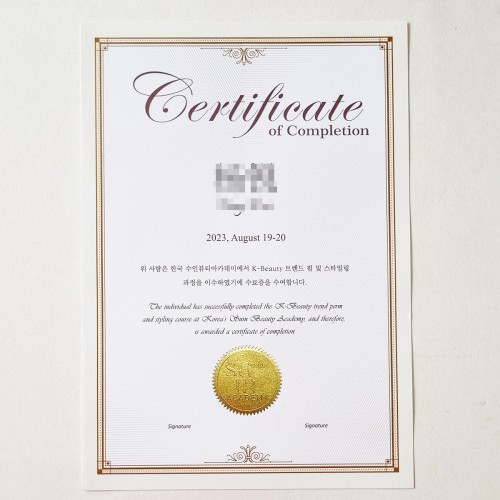 Certificate
of Completion
2023, August 19-20
위 사람은 한국 수인뷰티아카데미에서 K-Beauty 트렌드 펌 및 스타일링
과정을 이수하였기에 수료증을 수여합니다.
The individual has successfully completed the K-Beauty trend perm
and styling course at Korea's Suin Beauty Academy, and therefore,
is awarded a certificate of completion.
ACADEMY
Signature
Signature